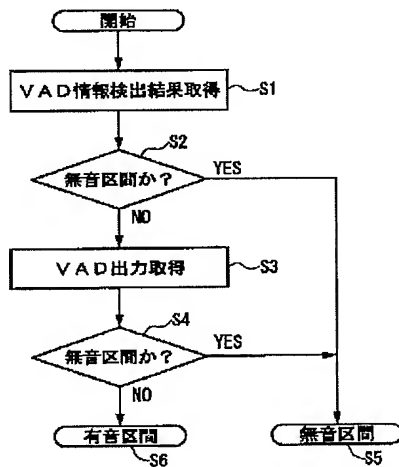 開始
VAD情報検出結果取得
S1
S2
無音区間か?
YES
NO
VAD出力取得
S3
S4
無音区間か?
YES
NO
有音区間
S6
無音区間
S5